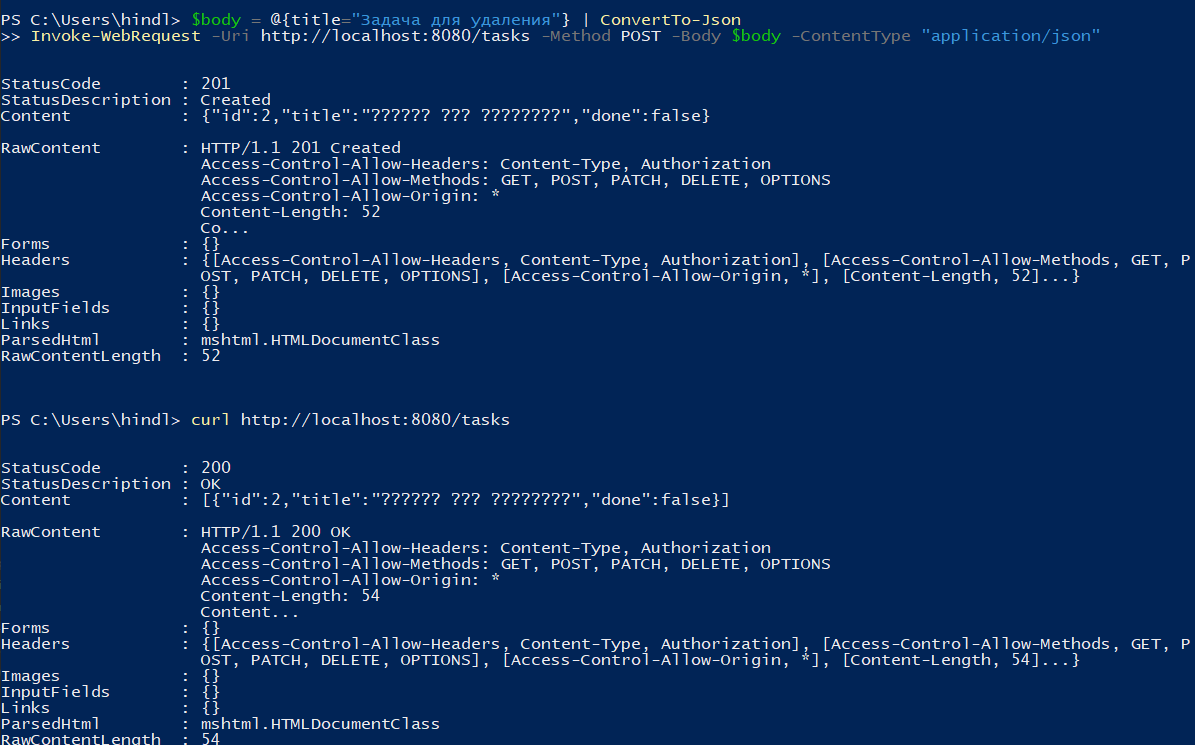 PS C:\Users\hindl> $body = @{title="Задача для удаления"} | ConvertTo-Json
>> Invoke-WebRequest -Uri http://localhost:8080/tasks -Method POST -Body $body -ContentType "application/json"
StatusCode : 201
StatusDescription : Created
Content : {"id":2,"title":"?????? ??? ????????","done":false}
RawContent : HTTP/1.1 201 Created
Access-Control-Allow-Headers: Content-Type, Authorization
Access-Control-Allow-Methods: GET, POST, PATCH, DELETE, OPTIONS
Access-Control-Allow-Origin: *
Content-Length: 52
Co...
Forms : {}
Headers : {[Access-Control-Allow-Headers, Content-Type, Authorization], [Access-Control-Allow-Methods, GET, P
OST, PATCH, DELETE, OPTIONS], [Access-Control-Allow-Origin, *], [Content-Length, 52]...}
Images : {}
InputFields : {}
Links : {}
ParsedHtml : mshtml.HTMLDocumentClass
RawContentLength : 52
PS C:\Users\hindl> curl http://localhost:8080/tasks
StatusCode : 200
StatusDescription : OK
Content : [{"id":2,"title":"?????? ??? ????????","done":false}]
RawContent : HTTP/1.1 200 OK
Access-Control-Allow-Headers: Content-Type, Authorization
Access-Control-Allow-Methods: GET, POST, PATCH, DELETE, OPTIONS
Access-Control-Allow-Origin: *
Content-Length: 54
Content...
Forms : {}
Headers : {[Access-Control-Allow-Headers, Content-Type, Authorization], [Access-Control-Allow-Methods, GET, P
OST, PATCH, DELETE, OPTIONS], [Access-Control-Allow-Origin, *], [Content-Length, 54]...}
Images : {}
InputFields : {}
Links : {}
ParsedHtml : mshtml.HTMLDocumentClass
RawContentLength : 54